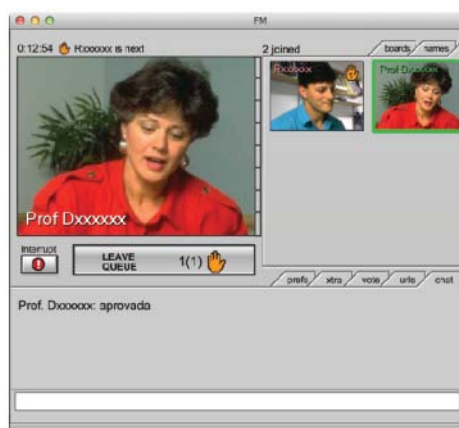 FM
0:12:54 Rxxxxxx is next
2 joined
boards names
Rxxxxxx
Prof Dxxxxxx
Prof Dxxxxxx
Interrupt
LEAVE QUEUE 1(1)
prefs xtra vote urls chat
Prof. Dxxxxxx: aprovada